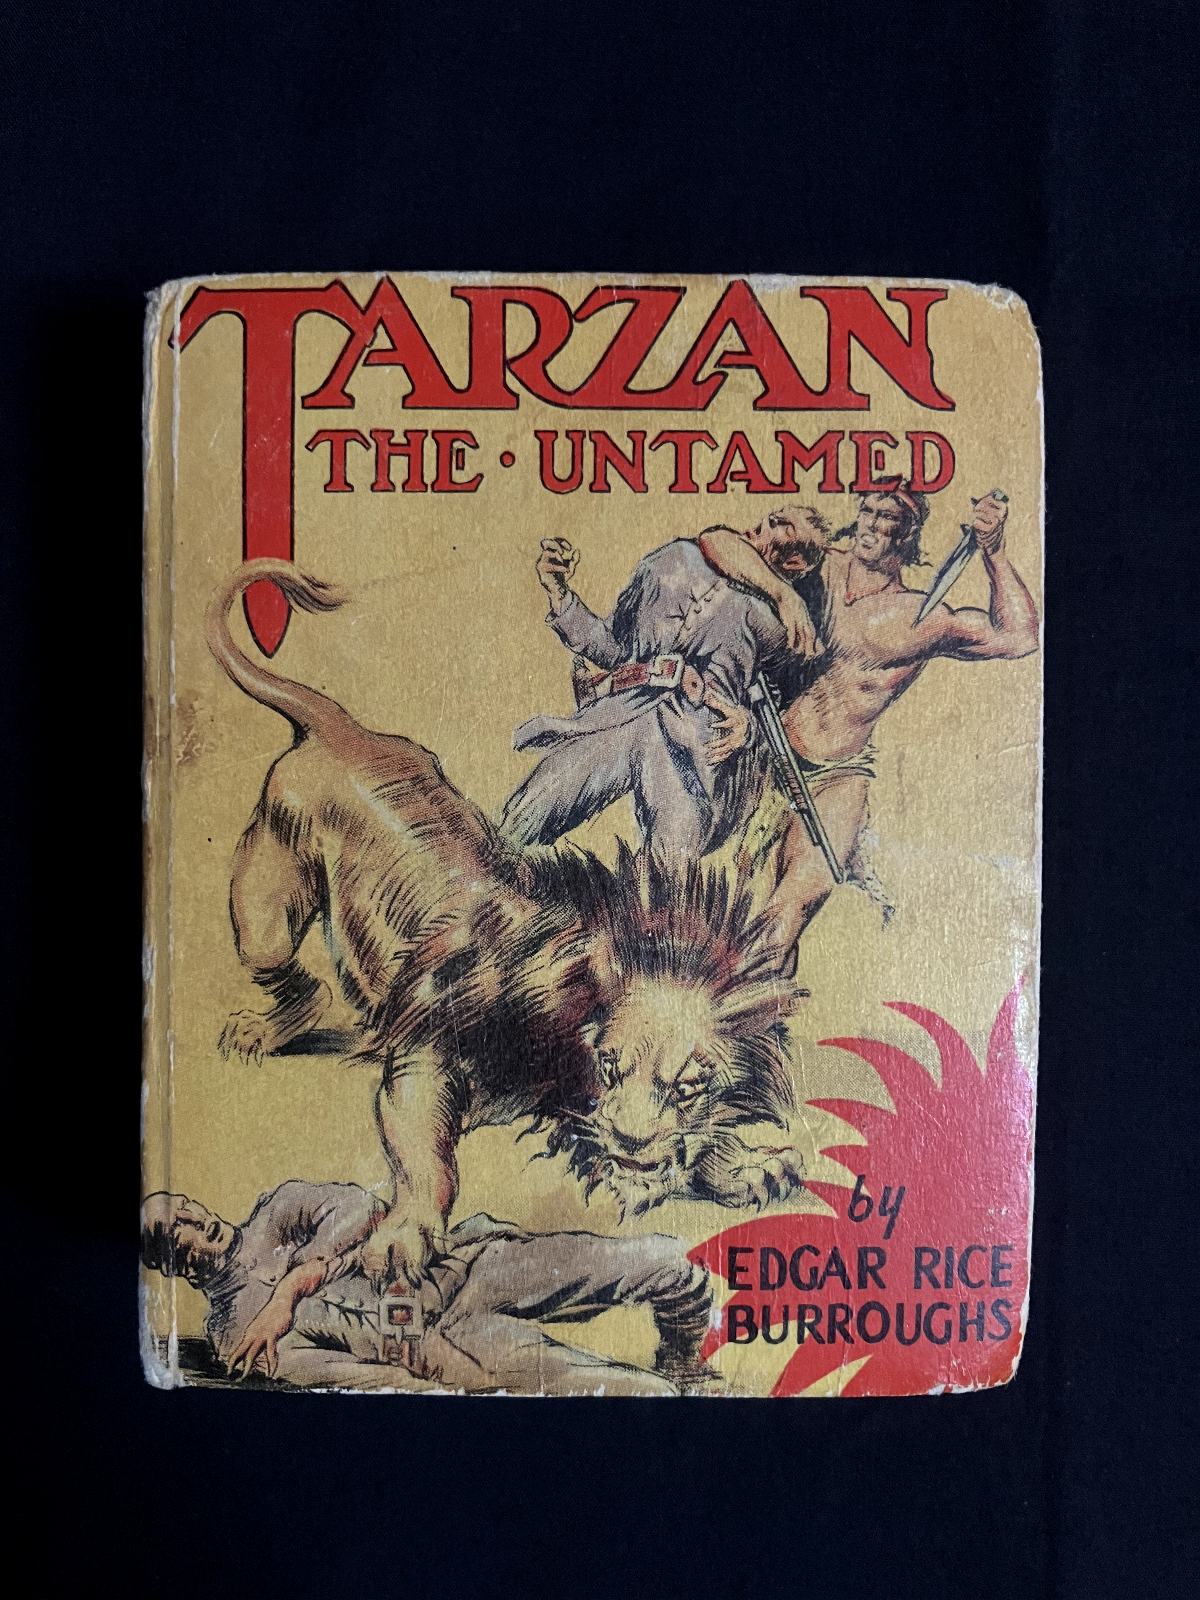 TARZAN
THE · UNTAMED
by
EDGAR RICE
BURROUGHS